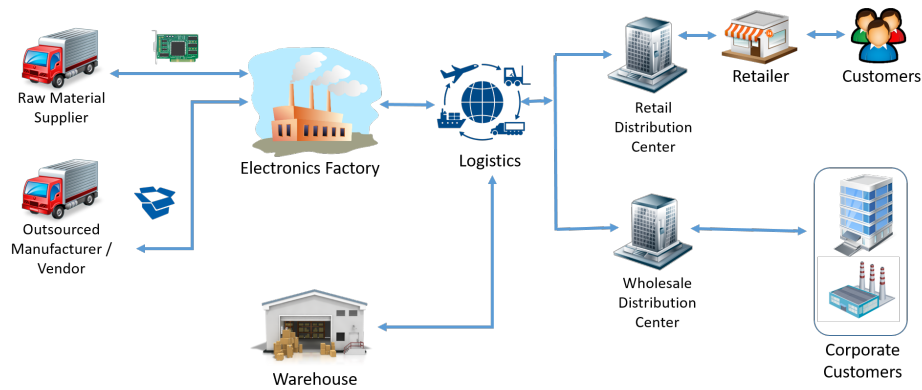 Raw Material
Supplier
Outsourced
Manufacturer /
Vendor
Electronics Factory
Warehouse
Logistics
Retail
Distribution
Center
Retailer
Customers
Wholesale
Distribution
Center
Corporate
Customers